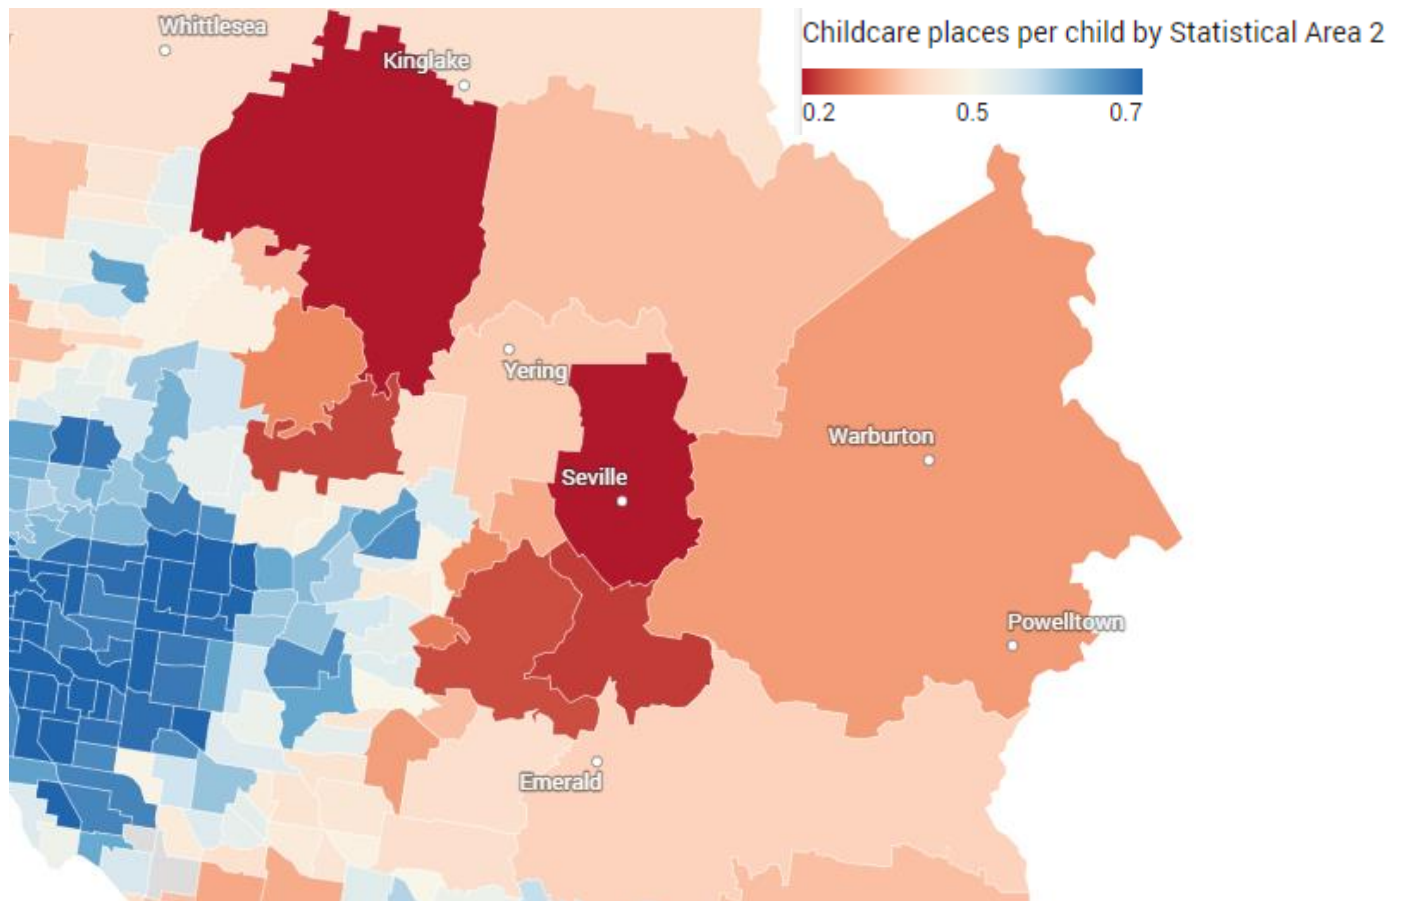 Whittlesea
Kinglake
Childcare places per child by Statistical Area 2
0.2 0.5 0.7
Yering
Warburton
Seville
Powelltown
Emerald